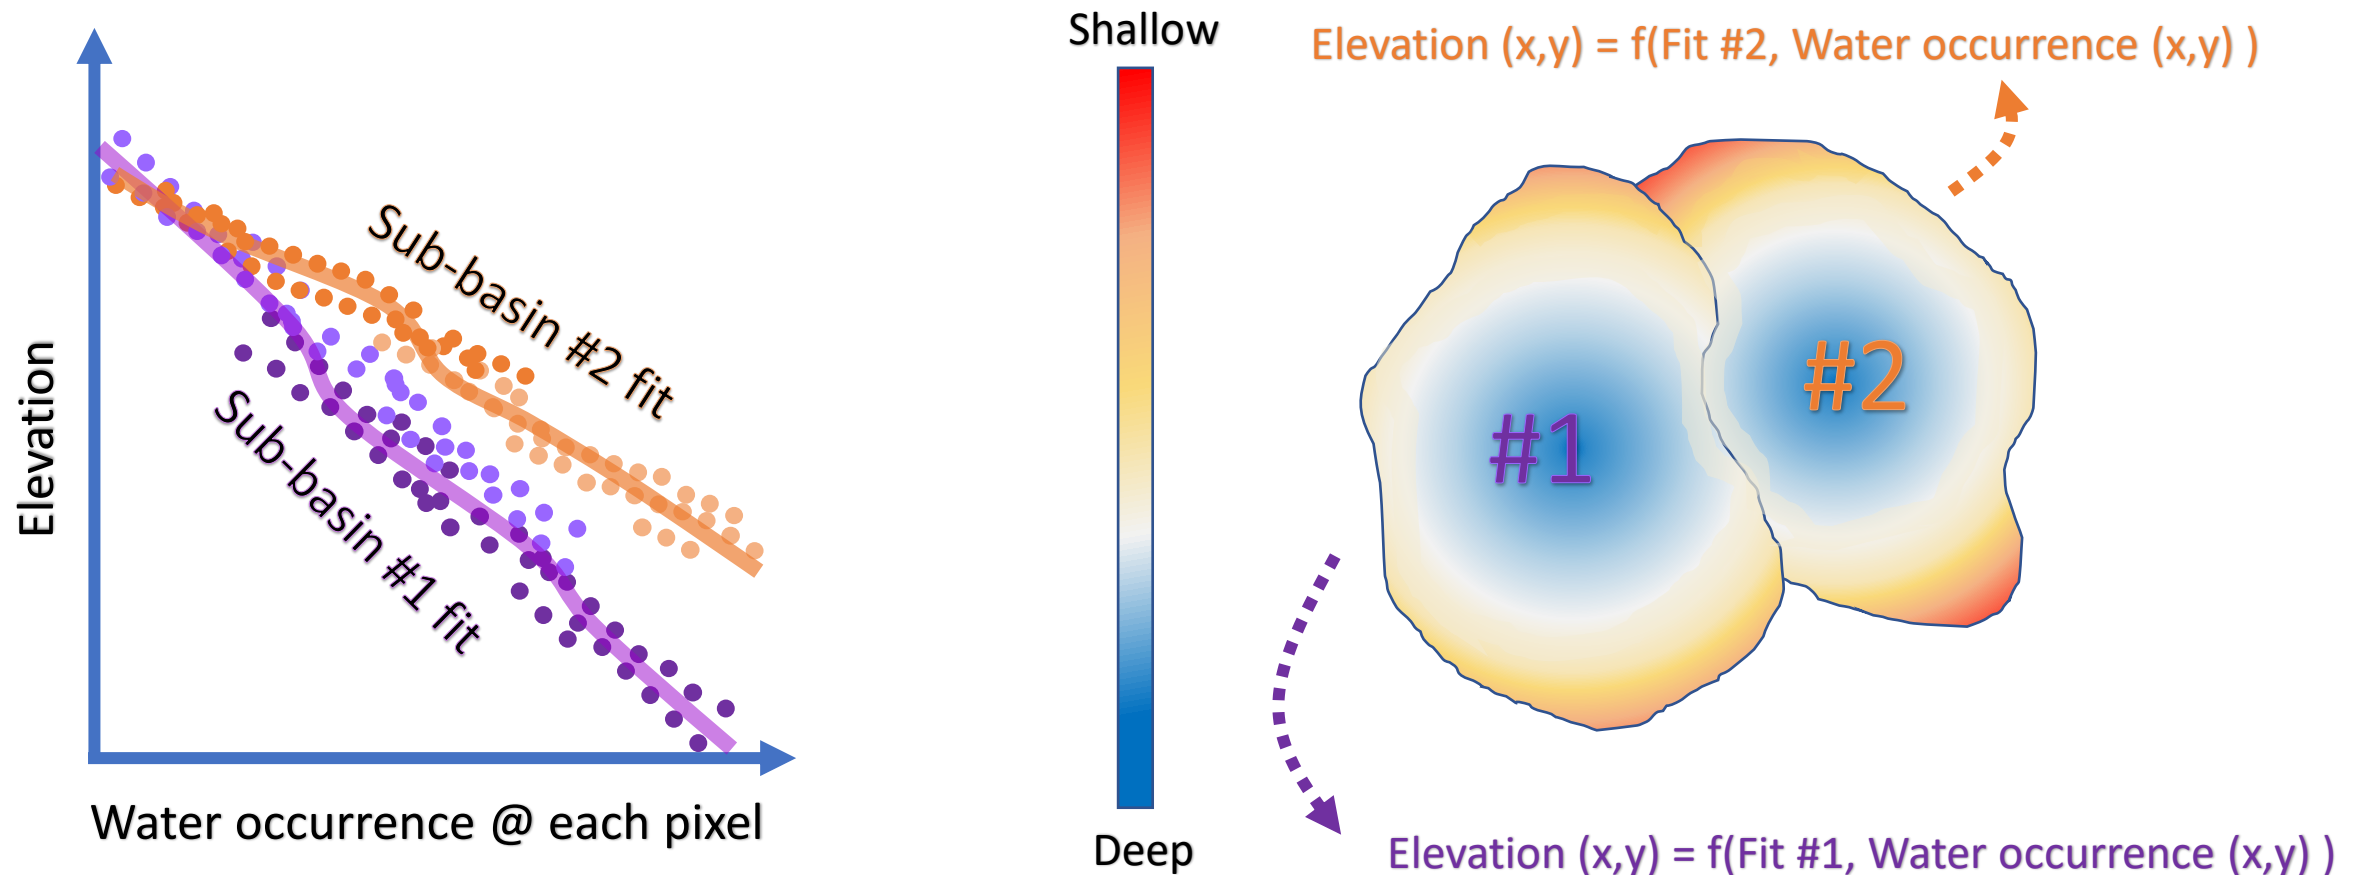 Elevation
Sub-basin #2 fit
Sub-basin #1 fit
Water occurrence @ each pixel
Shallow
Deep
Elevation (x,y) = f(Fit #2, Water occurrence (x,y) )
#1
#2
Elevation (x,y) = f(Fit #1, Water occurrence (x,y) )